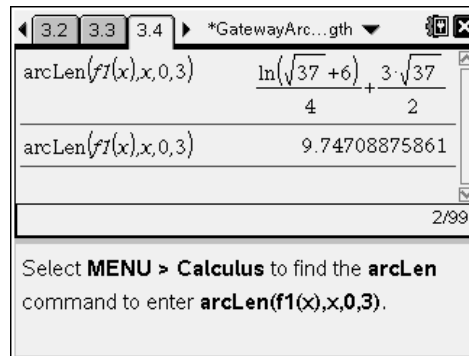 3.2 3.3 3.4 *GatewayArc...gth
arcLen(f1(x),x,0,3) ln(√37 +6)/4 + 3·√37/2
arcLen(f1(x),x,0,3) 9.74708875861
2/99
Select MENU > Calculus to find the arcLen
command to enter arcLen(f1(x),x,0,3).